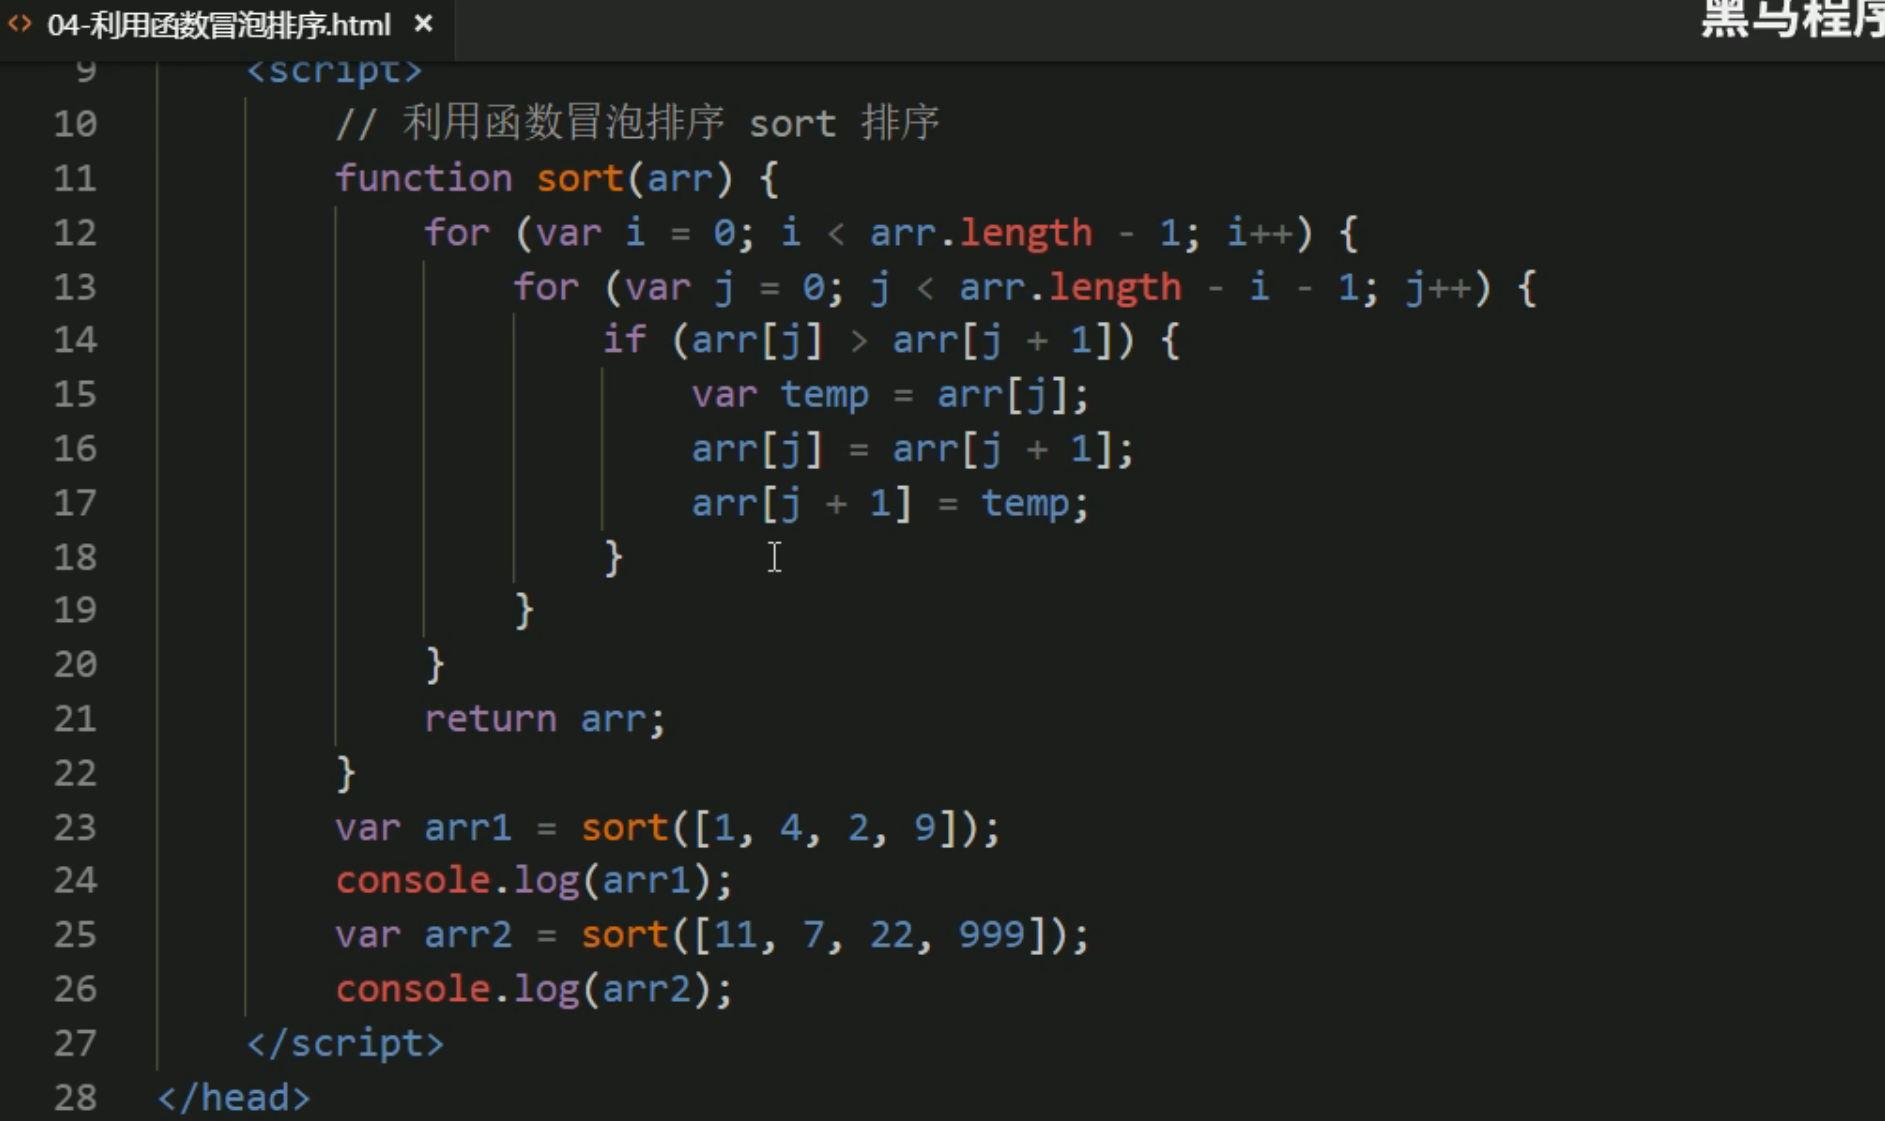 04-利用函数冒泡排序.html ×
黑马程序
9 <script>
10 // 利用函数冒泡排序 sort 排序
11 function sort(arr) {
12 for (var i = 0; i < arr.length - 1; i++) {
13 for (var j = 0; j < arr.length - i - 1; j++) {
14 if (arr[j] > arr[j + 1]) {
15 var temp = arr[j];
16 arr[j] = arr[j + 1];
17 arr[j + 1] = temp;
18 }
19 }
20 }
21 return arr;
22 }
23 var arr1 = sort([1, 4, 2, 9]);
24 console.log(arr1);
25 var arr2 = sort([11, 7, 22, 999]);
26 console.log(arr2);
27 </script>
28 </head>